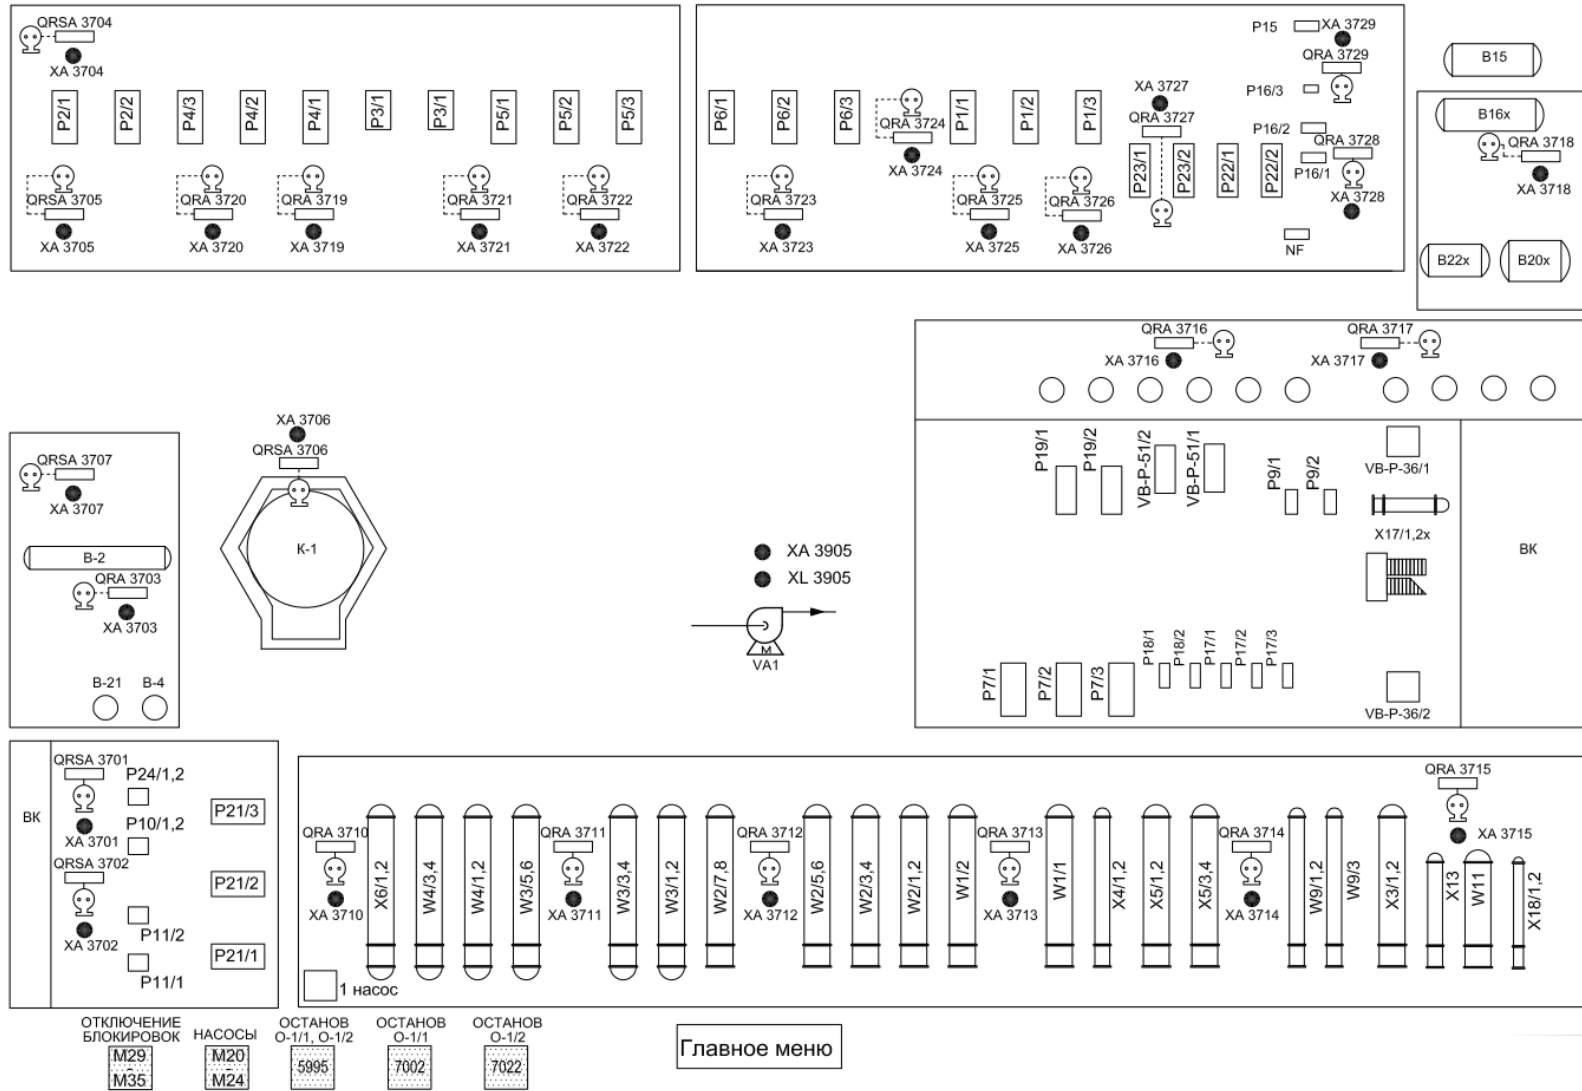 QRSA 3704
XA 3704
P2/1
P2/2
P4/3
P4/2
P4/1
P3/1
P3/1
P5/1
P5/2
P5/3
QRSA 3705
XA 3705
QRA 3720
XA 3720
QRA 3719
XA 3719
QRA 3721
XA 3721
QRA 3722
XA 3722
P6/1
P6/2
P6/3
QRA 3724
XA 3724
P1/1
P1/2
P1/3
XA 3727
QRA 3727
P23/1
P23/2
P22/1
P22/2
P15
XA 3729
QRA 3729
P16/3
P16/2
QRA 3728
P16/1
XA 3728
NF
QRA 3723
XA 3723
QRA 3725
XA 3725
QRA 3726
XA 3726
B15
B16x
QRA 3718
XA 3718
B22x
B20x
QRA 3716
XA 3716
QRA 3717
XA 3717
P19/1
P19/2
VB-P-51/2
VB-P-51/1
P9/1
P9/2
VB-P-36/1
X17/1,2x
ВК
P7/1
P7/2
P7/3
P18/1
P18/2
P17/1
P17/2
P17/3
VB-P-36/2
QRSA 3707
XA 3707
B-2
QRA 3703
XA 3703
B-21
B-4
XA 3706
QRSA 3706
К-1
XA 3905
XL 3905
M
VA1
ВК
QRSA 3701
XA 3701
QRSA 3702
XA 3702
P24/1,2
P10/1,2
P11/2
P11/1
P21/3
P21/2
P21/1
QRA 3710
XA 3710
X6/1,2
W4/3,4
W4/1,2
W3/5,6
QRA 3711
XA 3711
W3/3,4
W3/1,2
W2/7,8
QRA 3712
XA 3712
W2/5,6
W2/3,4
W2/1,2
W1/2
QRA 3713
XA 3713
W1/1
X4/1,2
X5/1,2
X5/3,4
QRA 3714
XA 3714
W9/1,2
W9/3
X3/1,2
QRA 3715
XA 3715
X13
W11
X18/1,2
1 насос
ОТКЛЮЧЕНИЕ
БЛОКИРОВОК
M29
-
M35
НАСОСЫ
M20
-
M24
ОСТАНОВ
О-1/1, О-1/2
5995
ОСТАНОВ
О-1/1
7002
ОСТАНОВ
О-1/2
7022
Главное меню